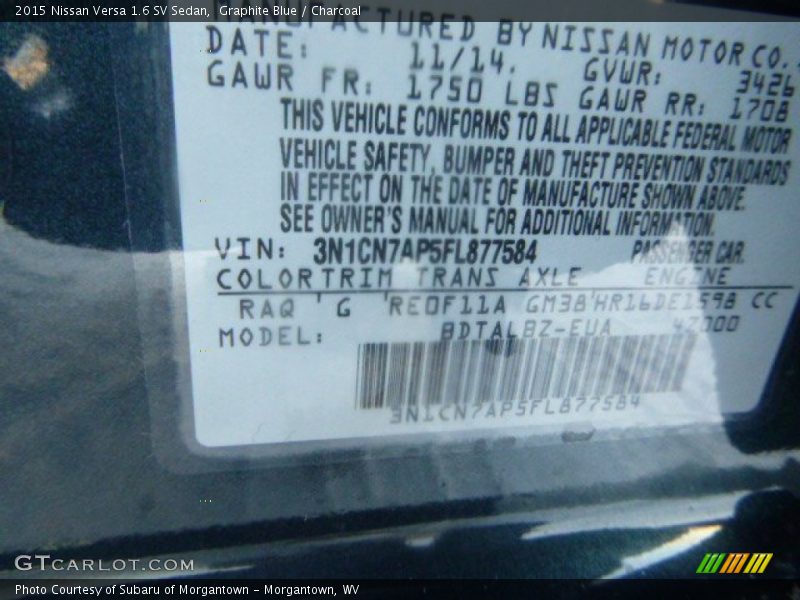 2015 Nissan Versa 1.6 SV Sedan, Graphite Blue / Charcoal
MANUFACTURED BY NISSAN MOTOR CO.
DATE: 11/14. GVWR: 3426
GAWR FR: 1750 LBS GAWR RR: 1708
THIS VEHICLE CONFORMS TO ALL APPLICABLE FEDERAL MOTOR
VEHICLE SAFETY, BUMPER AND THEFT PREVENTION STANDARDS
IN EFFECT ON THE DATE OF MANUFACTURE SHOWN ABOVE.
SEE OWNER'S MANUAL FOR ADDITIONAL INFORMATION.
VIN: 3N1CN7AP5FL877584 PASSENGER CAR.
COLOR TRIM TRANS AXLE ENGINE
RAQ ' G 'RE0F11A GM38'HR16DE1598 CC
MODEL: BDTALBZ-EUA 47000
3N1CN7AP5FL877584
GTCARLOT.COM
Photo Courtesy of Subaru of Morgantown - Morgantown, WV